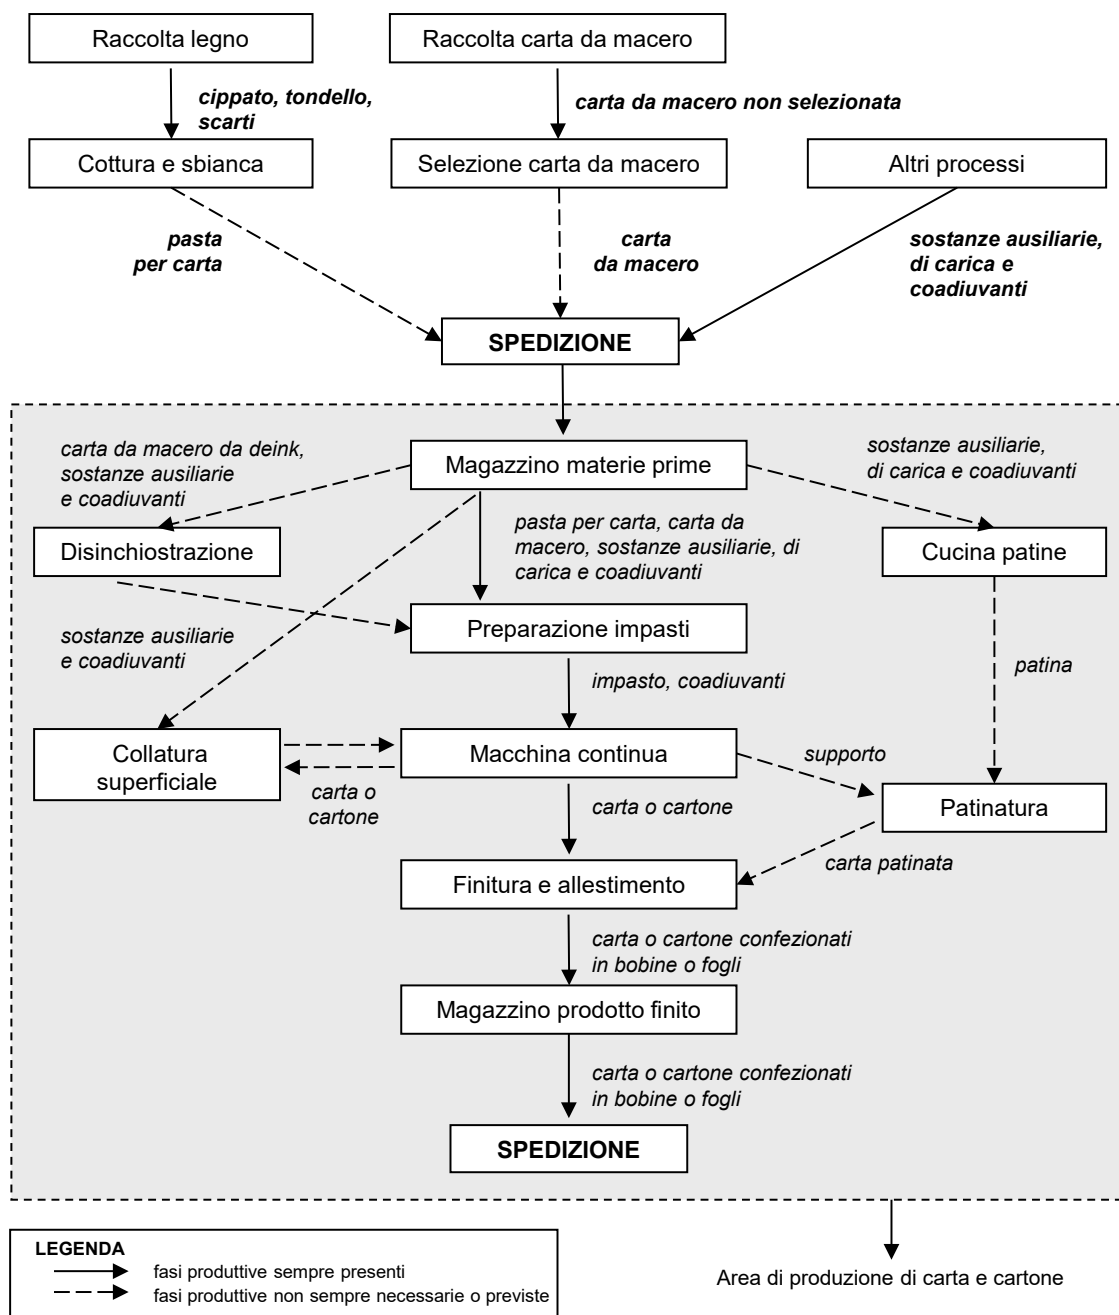 Raccolta legno
Raccolta carta da macero
cippato, tondello,
scarti
carta da macero non selezionata
Cottura e sbianca
Selezione carta da macero
Altri processi
pasta
per carta
carta
da macero
sostanze ausiliarie,
di carica e
coadiuvanti
SPEDIZIONE
carta da macero da deink,
sostanze ausiliarie
e coadiuvanti
Magazzino materie prime
sostanze ausiliarie,
di carica e coadiuvanti
Disinchiostrazione
pasta per carta, carta da
macero, sostanze ausiliarie, di
carica e coadiuvanti
Cucina patine
sostanze ausiliarie
e coadiuvanti
Preparazione impasti
impasto, coadiuvanti
patina
Collatura
superficiale
Macchina continua
supporto
carta o
cartone
carta o cartone
Patinatura
carta patinata
Finitura e allestimento
carta o cartone confezionati
in bobine o fogli
Magazzino prodotto finito
carta o cartone confezionati
in bobine o fogli
SPEDIZIONE
LEGENDA
fasi produttive sempre presenti
fasi produttive non sempre necessarie o previste
Area di produzione di carta e cartone